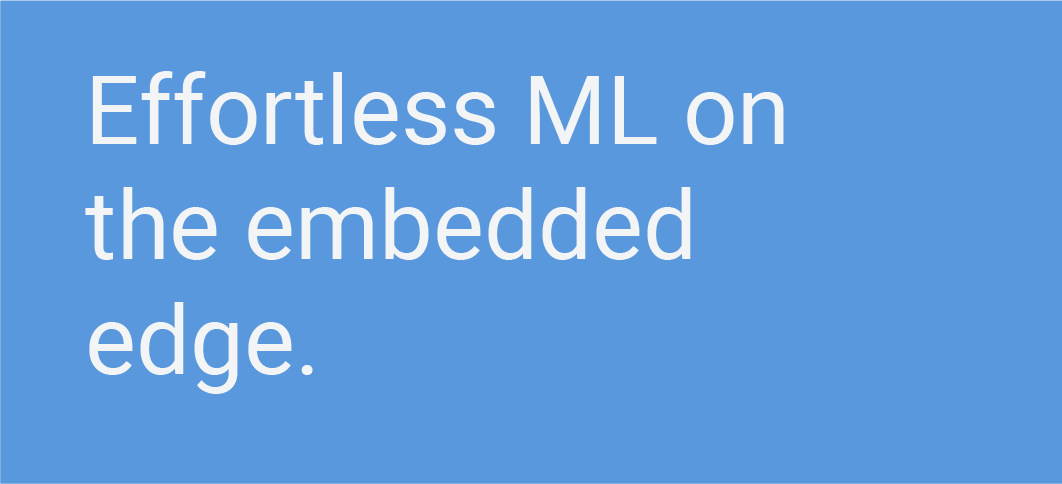 Effortless ML on
the embedded
edge.